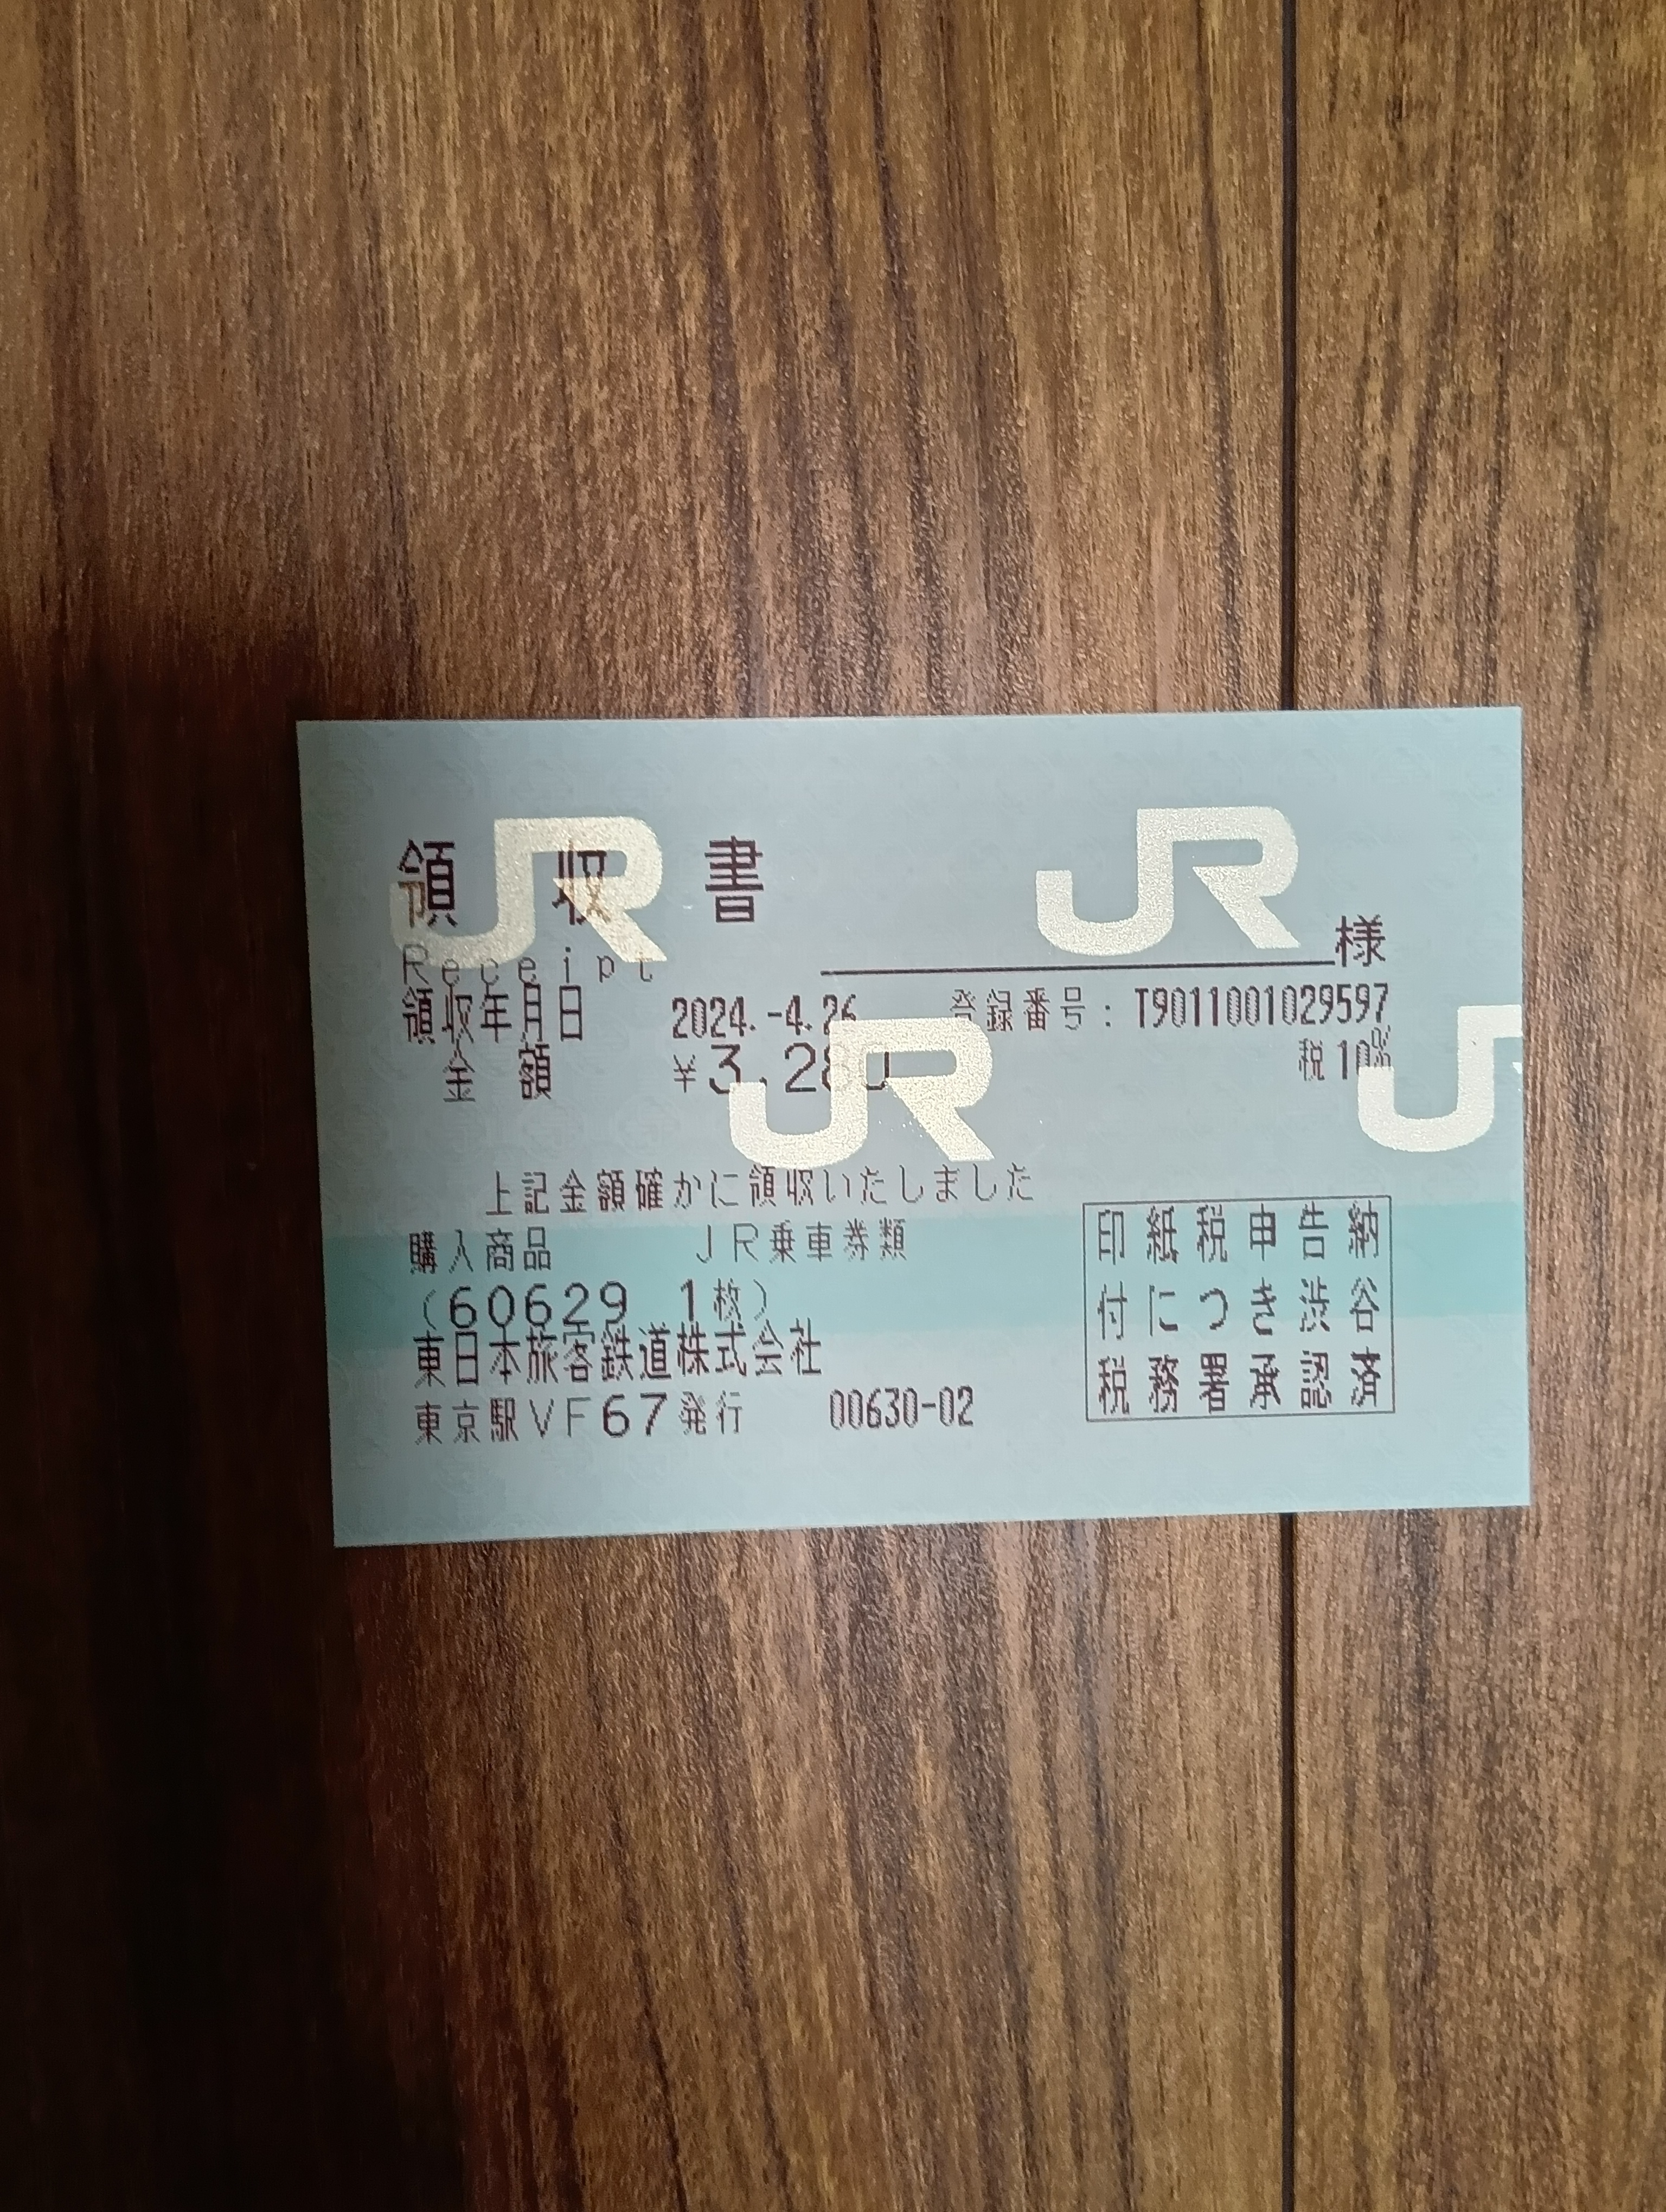 領収書
Receipt
様
領収年月日 2024.-4.26 登録番号：T9011001029597
金額 ¥3,280 税10%
上記金額確かに領収いたしました
購入商品 JR乗車券類
(60629 1枚)
東日本旅客鉄道株式会社
東京駅VF67発行 00630-02
印紙税申告納
付につき渋谷
税務署承認済
JR
JR
JR